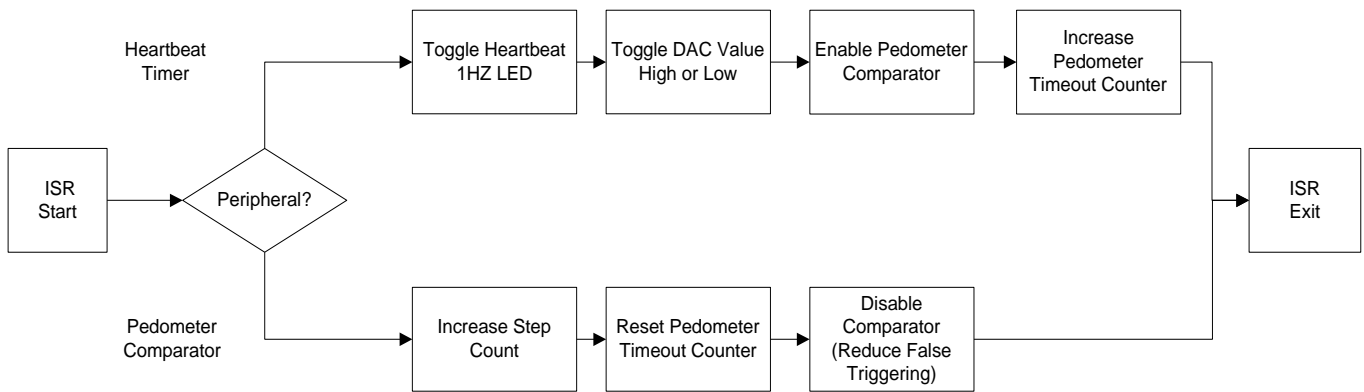 Heartbeat
Timer
Toggle Heartbeat
1HZ LED
Toggle DAC Value
High or Low
Enable Pedometer
Comparator
Increase
Pedometer
Timeout Counter
ISR
Start
Peripheral?
ISR
Exit
Pedometer
Comparator
Increase Step
Count
Reset Pedometer
Timeout Counter
Disable
Comparator
(Reduce False
Triggering)